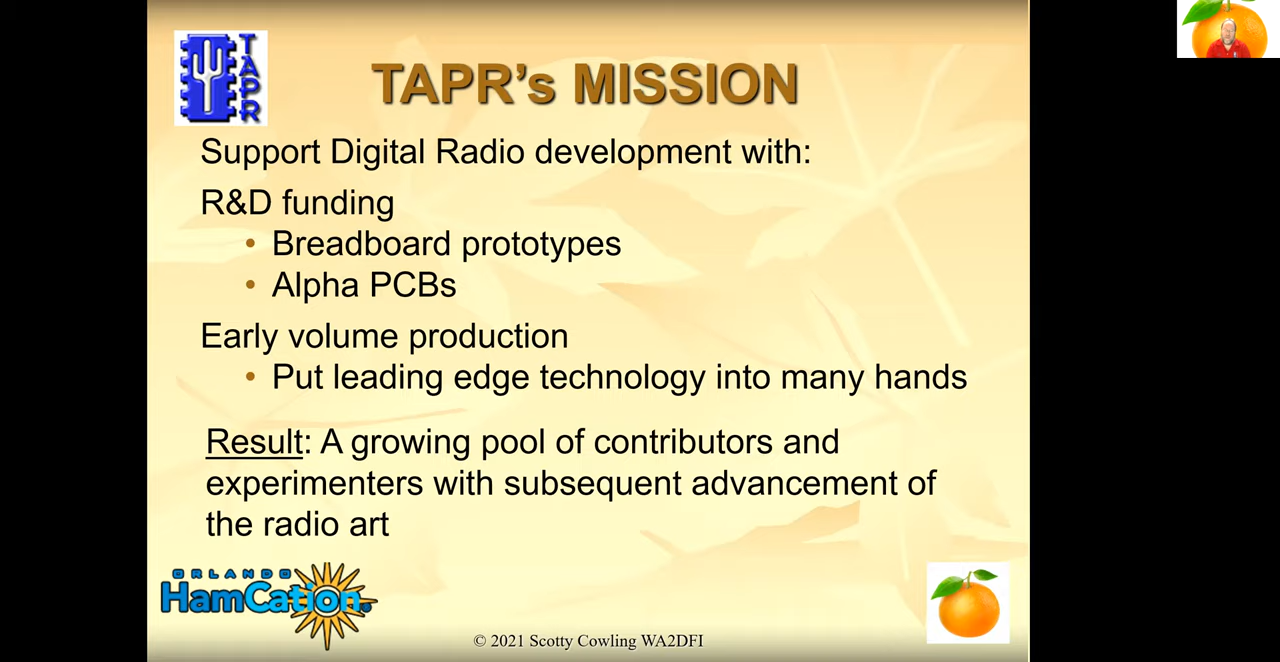 TAPR
TAPR's MISSION
Support Digital Radio development with:
R&D funding
• Breadboard prototypes
• Alpha PCBs
Early volume production
• Put leading edge technology into many hands
Result: A growing pool of contributors and
experimenters with subsequent advancement of
the radio art
ORLANDO
HamCation®
© 2021 Scotty Cowling WA2DFI